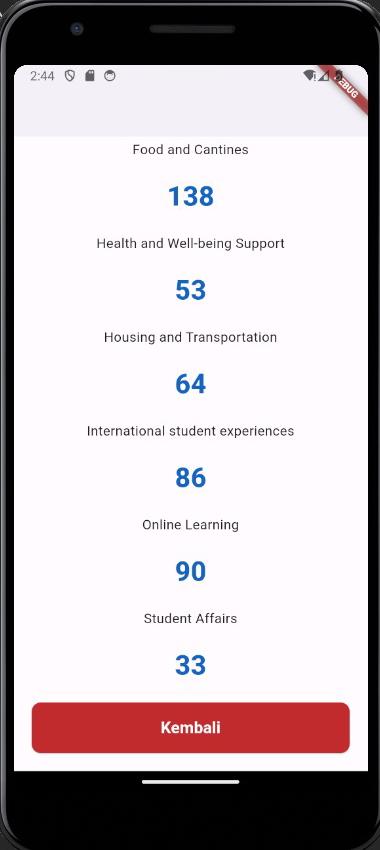 2:44
DEBUG
Food and Cantines
138
Health and Well-being Support
53
Housing and Transportation
64
International student experiences
86
Online Learning
90
Student Affairs
33
Kembali